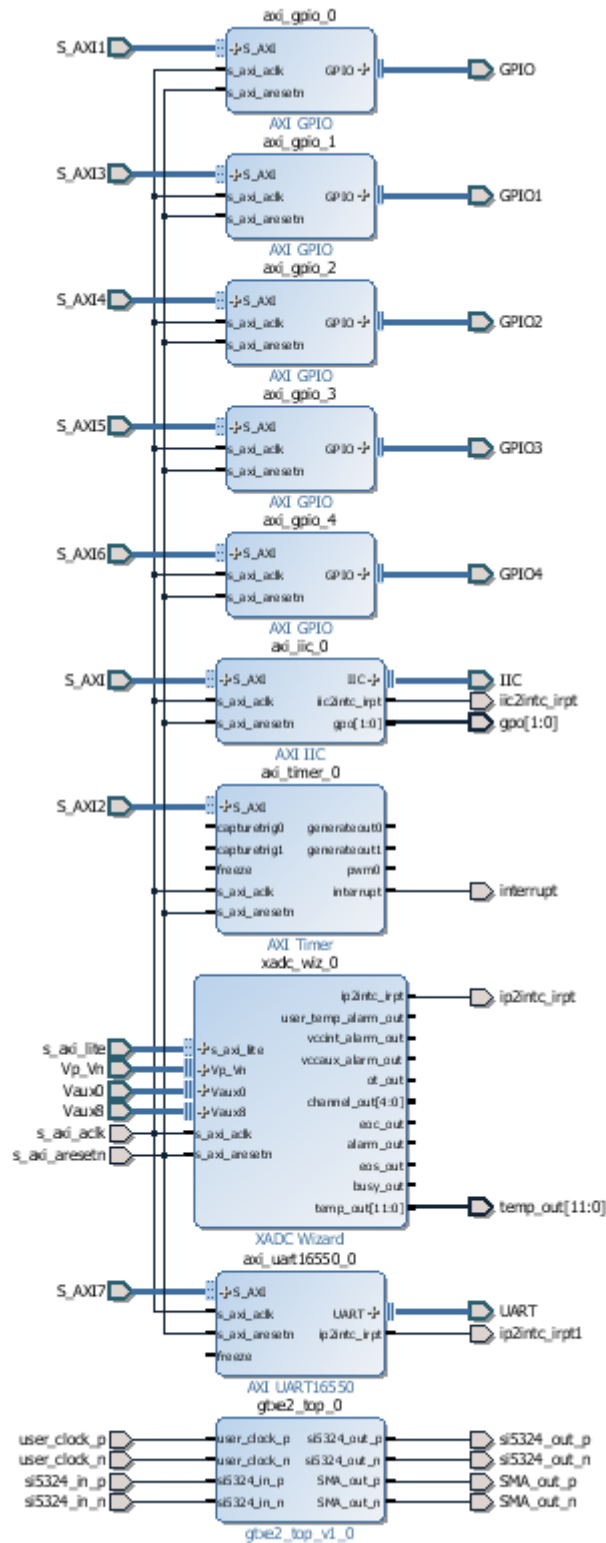 axi_gpio_0
S_AXI1
S_AXI
s_axi_aclk
GPIO
GPIO
s_axi_aresetn
AXI GPIO
axi_gpio_1
S_AXI3
S_AXI
s_axi_aclk
GPIO
GPIO1
s_axi_aresetn
AXI GPIO
axi_gpio_2
S_AXI4
S_AXI
s_axi_aclk
GPIO
GPIO2
s_axi_aresetn
AXI GPIO
axi_gpio_3
S_AXI5
S_AXI
s_axi_aclk
GPIO
GPIO3
s_axi_aresetn
AXI GPIO
axi_gpio_4
S_AXI6
S_AXI
s_axi_aclk
GPIO
GPIO4
s_axi_aresetn
AXI GPIO
axi_iic_0
S_AXI
S_AXI
IIC
IIC
s_axi_aclk
iic2intc_irpt
iic2intc_irpt
s_axi_aresetn
gpo[1:0]
gpo[1:0]
AXI IIC
axi_timer_0
S_AXI2
S_AXI
capturetrig0
generateout0
capturetrig1
generateout1
freeze
pwm0
s_axi_aclk
interrupt
interrupt
s_axi_aresetn
AXI Timer
xadc_wiz_0
ip2intc_irpt
ip2intc_irpt
user_temp_alarm_out
vccint_alarm_out
s_axi_lite
s_axi_lite
vccaux_alarm_out
Vp_Vn
Vp_Vn
ot_out
Vaux0
Vaux0
channel_out[4:0]
Vaux8
Vaux8
eoc_out
s_axi_aclk
s_axi_aclk
alarm_out
s_axi_aresetn
s_axi_aresetn
eos_out
busy_out
temp_out[11:0]
temp_out[11:0]
XADC Wizard
axi_uart16550_0
S_AXI7
S_AXI
s_axi_aclk
UART
UART
s_axi_aresetn
ip2intc_irpt
ip2intc_irpt1
freeze
AXI UART16550
gtxe2_top_0
user_clock_p
user_clock_p
si5324_out_p
si5324_out_p
user_clock_n
user_clock_n
si5324_out_n
si5324_out_n
si5324_in_p
si5324_in_p
SMA_out_p
SMA_out_p
si5324_in_n
si5324_in_n
SMA_out_n
SMA_out_n
gtxe2_top_v1_0